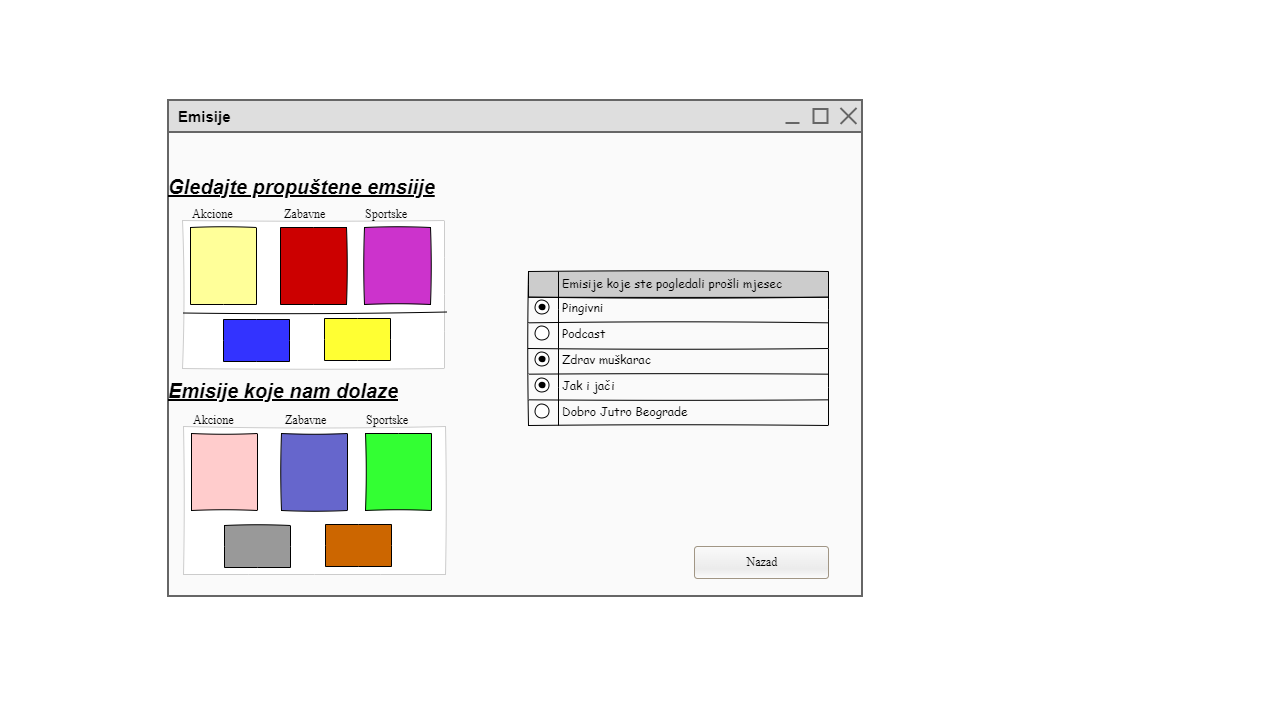 Emisije
Gledajte propuštene emsiije
Akcione Zabavne Sportske
Emisije koje nam dolaze
Akcione Zabavne Sportske
Emisije koje ste pogledali prošli mjesec
Pingivni
Podcast
Zdrav muškarac
Jak i jači
Dobro Jutro Beograde
Nazad